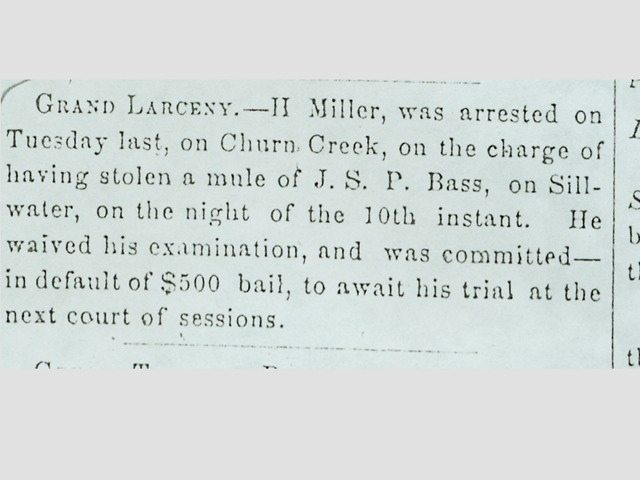 GRAND LARCENY.—H Miller, was arrested on
Tuesday last, on Churn Creek, on the charge of
having stolen a mule of J. S. P. Bass, on Sill-
water, on the night of the 10th instant. He
waived his examination, and was committed—
in default of $500 bail, to await his trial at the
next court of sessions.